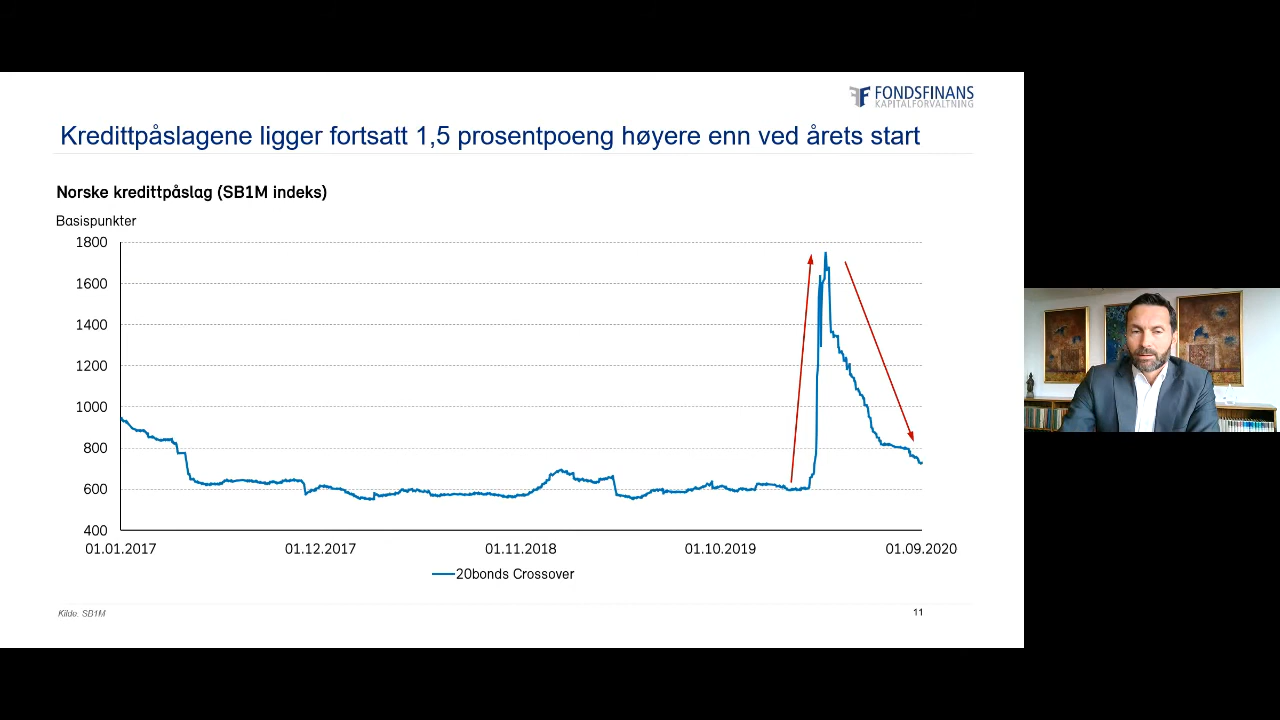 FONDSFINANS
KAPITALFORVALTNING
Kredittpåslagene ligger fortsatt 1,5 prosentpoeng høyere enn ved årets start
Norske kredittpåslag (SB1M indeks)
Basispunkter
1800
1600
1400
1200
1000
800
600
400
01.01.2017 01.12.2017 01.11.2018 01.10.2019 01.09.2020
20bonds Crossover
Kilde: SB1M
11